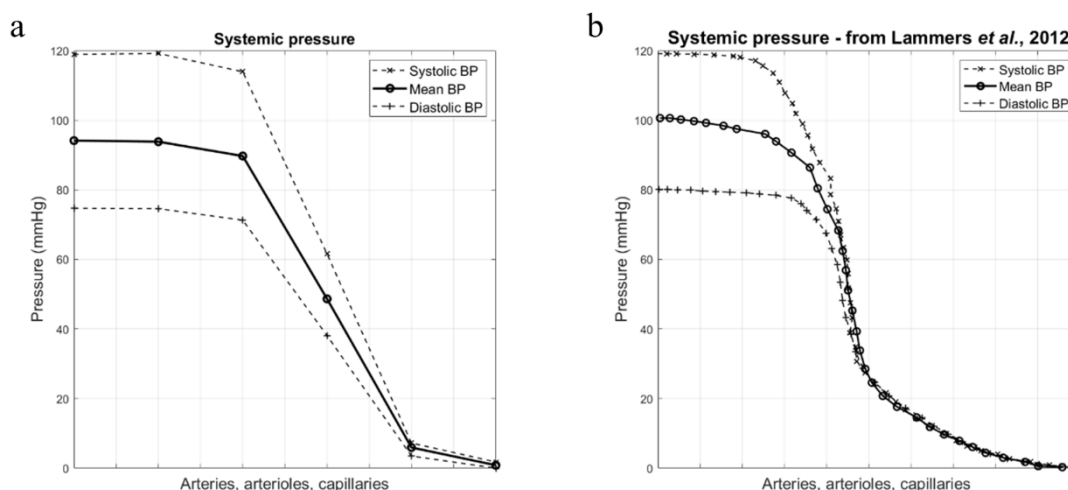 a
Systemic pressure
120
100
80
60
40
20
0
Pressure (mmHg)
Systolic BP
Mean BP
Diastolic BP
Arteries, arterioles, capillaries
b
Systemic pressure - from Lammers et al., 2012
120
100
80
60
40
20
0
Pressure (mmHg)
Systolic BP
Mean BP
Diastolic BP
Arteries, arterioles, capillaries